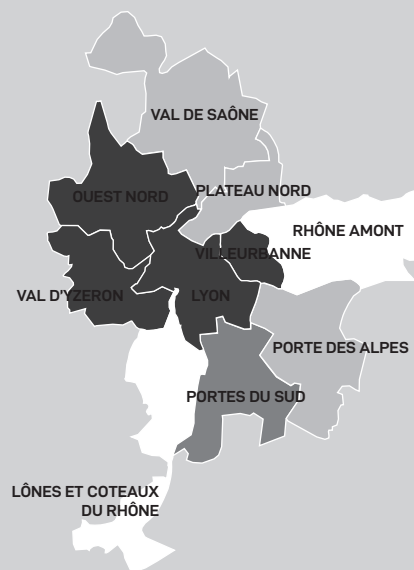 VAL DE SAÔNE
OUEST NORD
PLATEAU NORD
RHÔNE AMONT
VILLEURBANNE
VAL D'YZERON
LYON
PORTE DES ALPES
PORTES DU SUD
LÔNES ET COTEAUX
DU RHÔNE